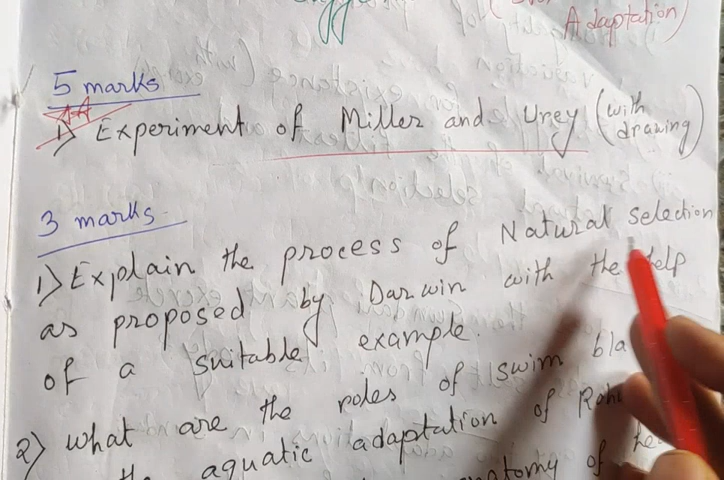 Adaptation)
5 marks
1) Experiment of Miller and Urey (with drawing)
3 marks
1) Explain the process of Natural selection
as proposed by Darwin with the help
of a suitable example.
2) what are the roles of swim
the aquatic adaptation of
of